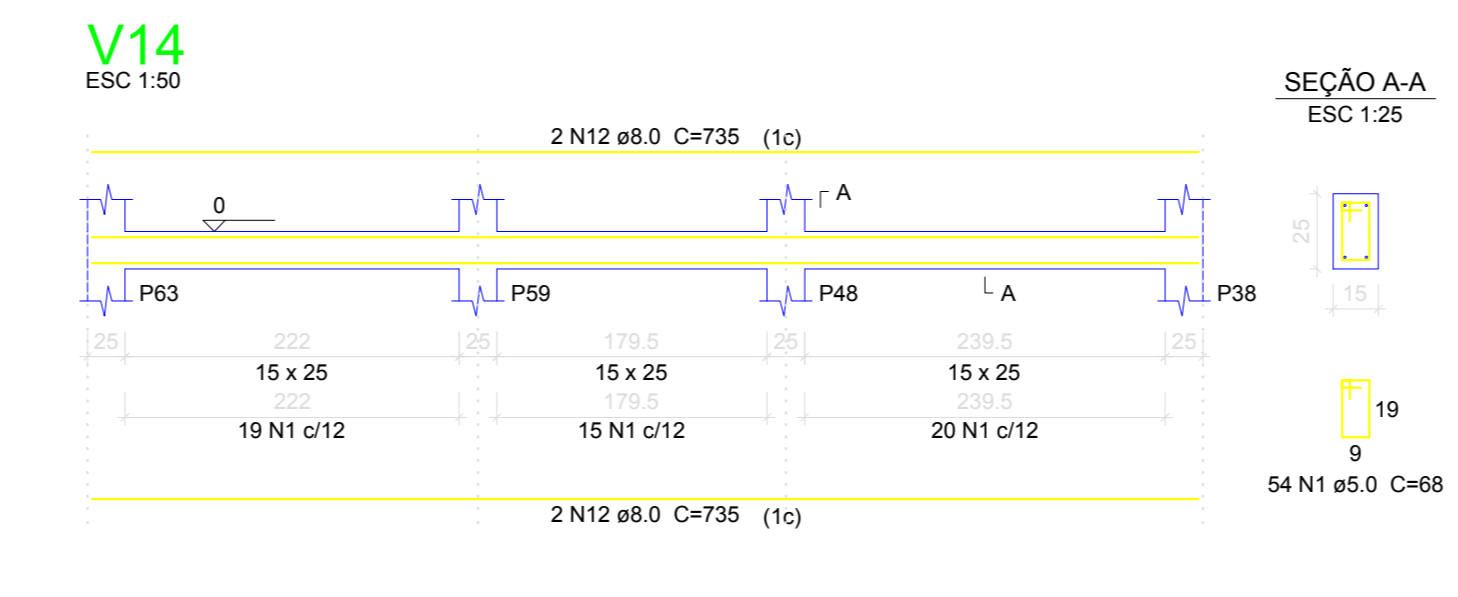 V14
ESC 1:50
SEÇÃO A-A
ESC 1:25
2 N12 ø8.0 C=735 (1c)
A
0
25
P63
P59
P48
A
P38
15
25 222 25 179.5 25 239.5 25
15 x 25 15 x 25 15 x 25
222 179.5 239.5
19 N1 c/12 15 N1 c/12 20 N1 c/12
19
9
54 N1 ø5.0 C=68
2 N12 ø8.0 C=735 (1c)